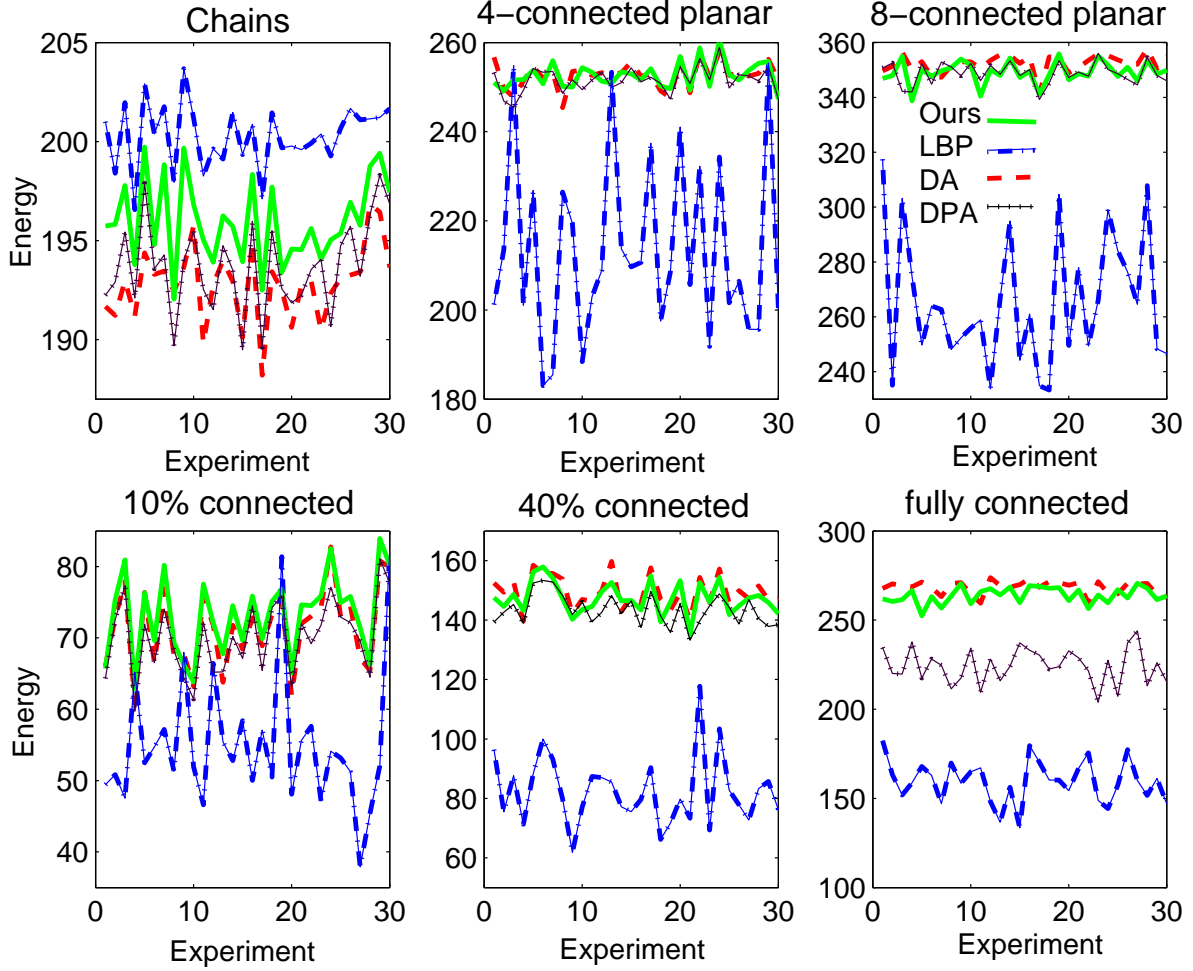 Chains
205
200
195
190
Energy
0 10 20 30
Experiment
4−connected planar
260
240
220
200
180
0 10 20 30
Experiment
8−connected planar
360
340
320
300
280
260
240
Ours
LBP
DA
DPA
0 10 20 30
Experiment
10% connected
80
70
60
50
40
Energy
0 10 20 30
Experiment
40% connected
160
140
120
100
80
60
0 10 20 30
Experiment
fully connected
300
250
200
150
100
0 10 20 30
Experiment